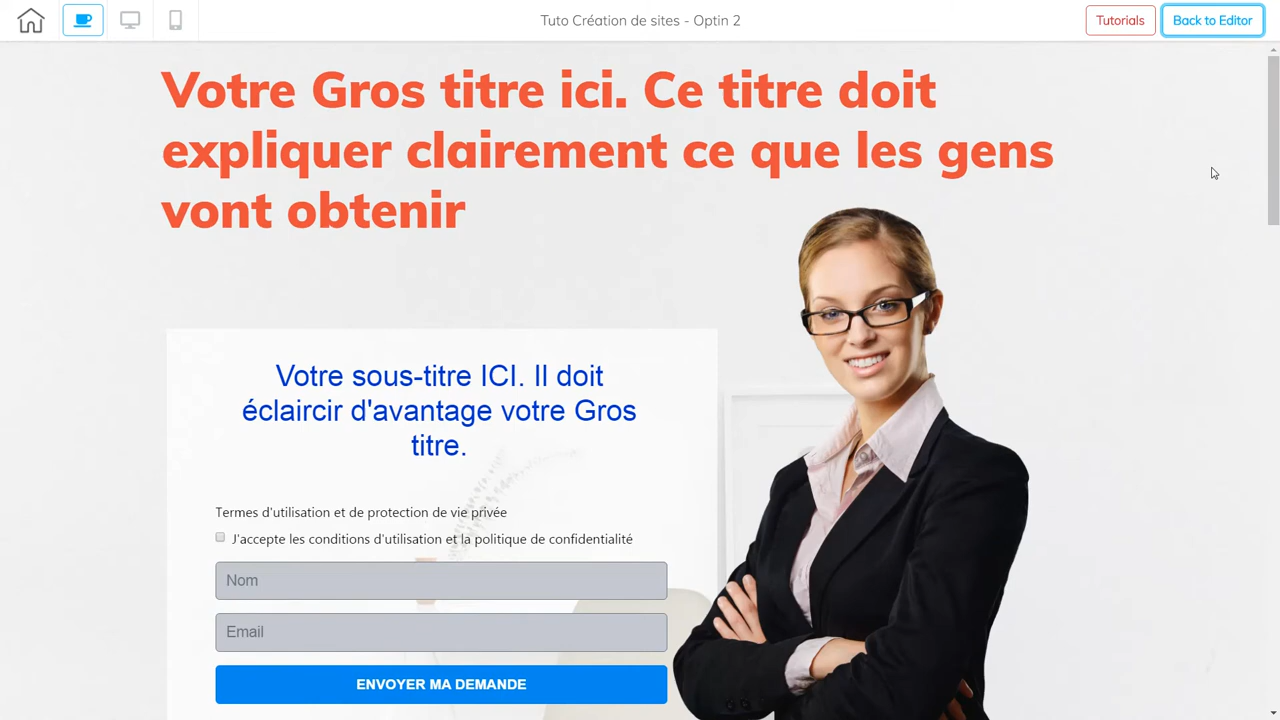 Tuto Création de sites - Optin 2
Tutorials
Back to Editor
Votre Gros titre ici. Ce titre doit
expliquer clairement ce que les gens
vont obtenir
Votre sous-titre ICI. Il doit
éclaircir d'avantage votre Gros
titre.
Termes d'utilisation et de protection de vie privée
J'accepte les conditions d'utilisation et la politique de confidentialité
Nom
Email
ENVOYER MA DEMANDE